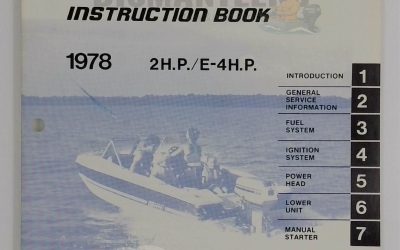 INSTRUCTION BOOK
1978 2H.P./E-4H.P.
INTRODUCTION 1
GENERAL
SERVICE
INFORMATION 2
FUEL
SYSTEM 3
IGNITION
SYSTEM 4
POWER
HEAD 5
LOWER
UNIT 6
MANUAL
STARTER 7